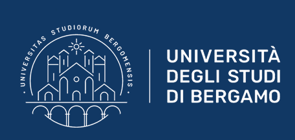 UNIVERSITAS STUDIORUM BERGOMENSIS
UNIVERSITÀ
DEGLI STUDI
DI BERGAMO